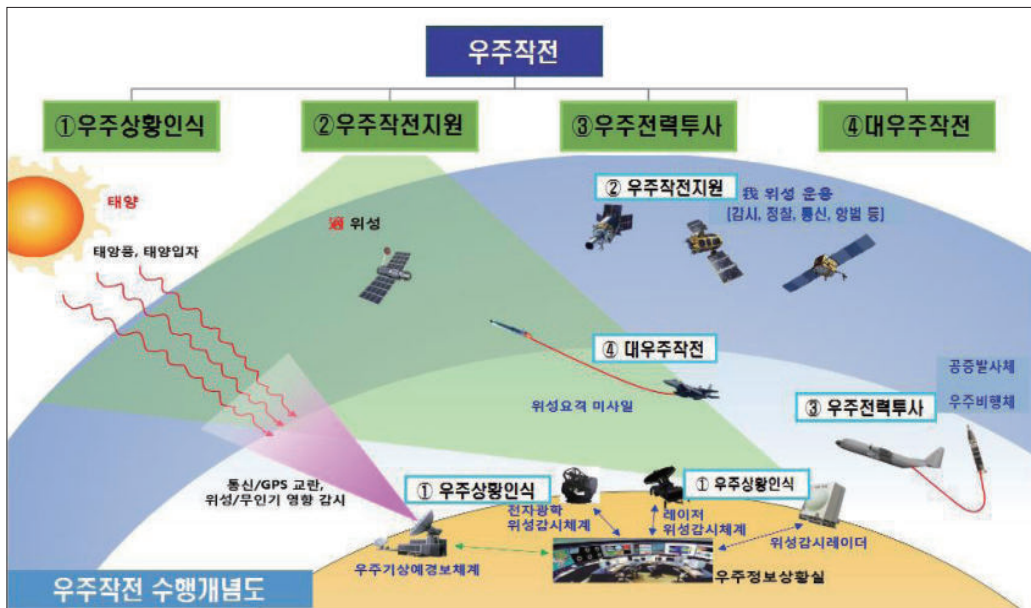 우주작전
①우주상황인식
②우주작전지원
③우주전력투사
④대우주작전
태양
태양풍, 태양입자
위성
② 우주작전지원
我 위성 운용
(감시, 정찰, 통신, 항법 등)
④ 대우주작전
위성요격 미사일
공중발사체
우주비행체
③ 우주전력투사
통신/GPS 교란,
위성/무인기 영향 감시
① 우주상황인식
전자광학
위성감시체계
① 우주상황인식
레이저
위성감시체계
위성감시레이더
우주기상예경보체계
우주정보상황실
우주작전 수행개념도